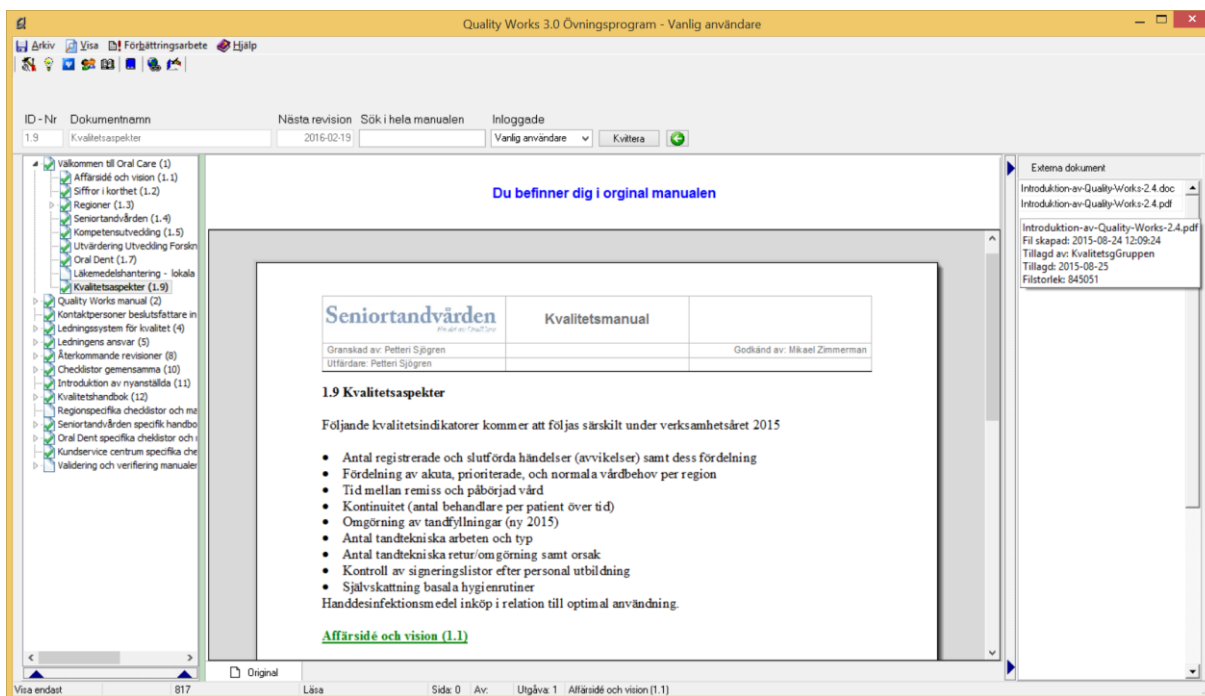 Quality Works 3.0 Övningsprogram - Vanlig användare
Arkiv Visa Förbättringsarbete Hjälp
ID - Nr Dokumentnamn Nästa revision Sök i hela manualen Inloggade
1.9 Kvalitetsaspekter 2016-02-19 Vanlig användare Kvittera
Välkommen till Oral Care (1)
Affärsidé och vision (1.1)
Siffror i korthet (1.2)
Regioner (1.3)
Seniortandvården (1.4)
Kompetensutveckling (1.5)
Utvärdering Utveckling Forskn
Oral Dent (1.7)
Läkemedelshantering - lokala
Kvalitetsaspekter (1.9)
Quality Works manual (2)
Kontaktpersoner beslutsfattare in
Ledningssystem för kvalitet (4)
Ledningens ansvar (5)
Återkommande revisioner (8)
Checklistor gemensamma (10)
Introduktion av nyanställda (11)
Kvalitetshandbok (12)
Regionspecifika checklistor och ma
Seniortandvården specifik handbo
Oral Dent specifika cheklistor och
Kundservice centrum specifika che
Validering och verifiering manualer
Du befinner dig i orginal manualen
Seniortandvården
Kvalitetsmanual
Granskad av: Petteri Sjögren Godkänd av: Mikael Zimmerman
Utfärdare: Petteri Sjögren
1.9 Kvalitetsaspekter
Följande kvalitetsindikatorer kommer att följas särskilt under verksamhetsåret 2015
• Antal registrerade och slutförda händelser (avvikelser) samt dess fördelning
• Fördelning av akuta, prioriterade, och normala vårdbehov per region
• Tid mellan remiss och påbörjad vård
• Kontinuitet (antal behandlare per patient över tid)
• Omgörning av tandfyllningar (ny 2015)
• Antal tandtekniska arbeten och typ
• Antal tandtekniska retur/omgörning samt orsak
• Kontroll av signeringslistor efter personal utbildning
• Självskattning basala hygienrutiner
Handdesinfektionsmedel inköp i relation till optimal användning.
Affärsidé och vision (1.1)
Original
Externa dokument
Introduktion-av-Quality-Works-2.4.doc
Introduktion-av-Quality-Works-2.4.pdf
Introduktion-av-Quality-Works-2.4.pdf
Fil skapad: 2015-08-24 12:09:24
Tillagd av: KvalitetsgGruppen
Tillagd: 2015-08-25
Filstorlek: 845051
Visa endast 817 Läsa Sida: 0 Av: Utgåva: 1 Affärsidé och vision (1.1)